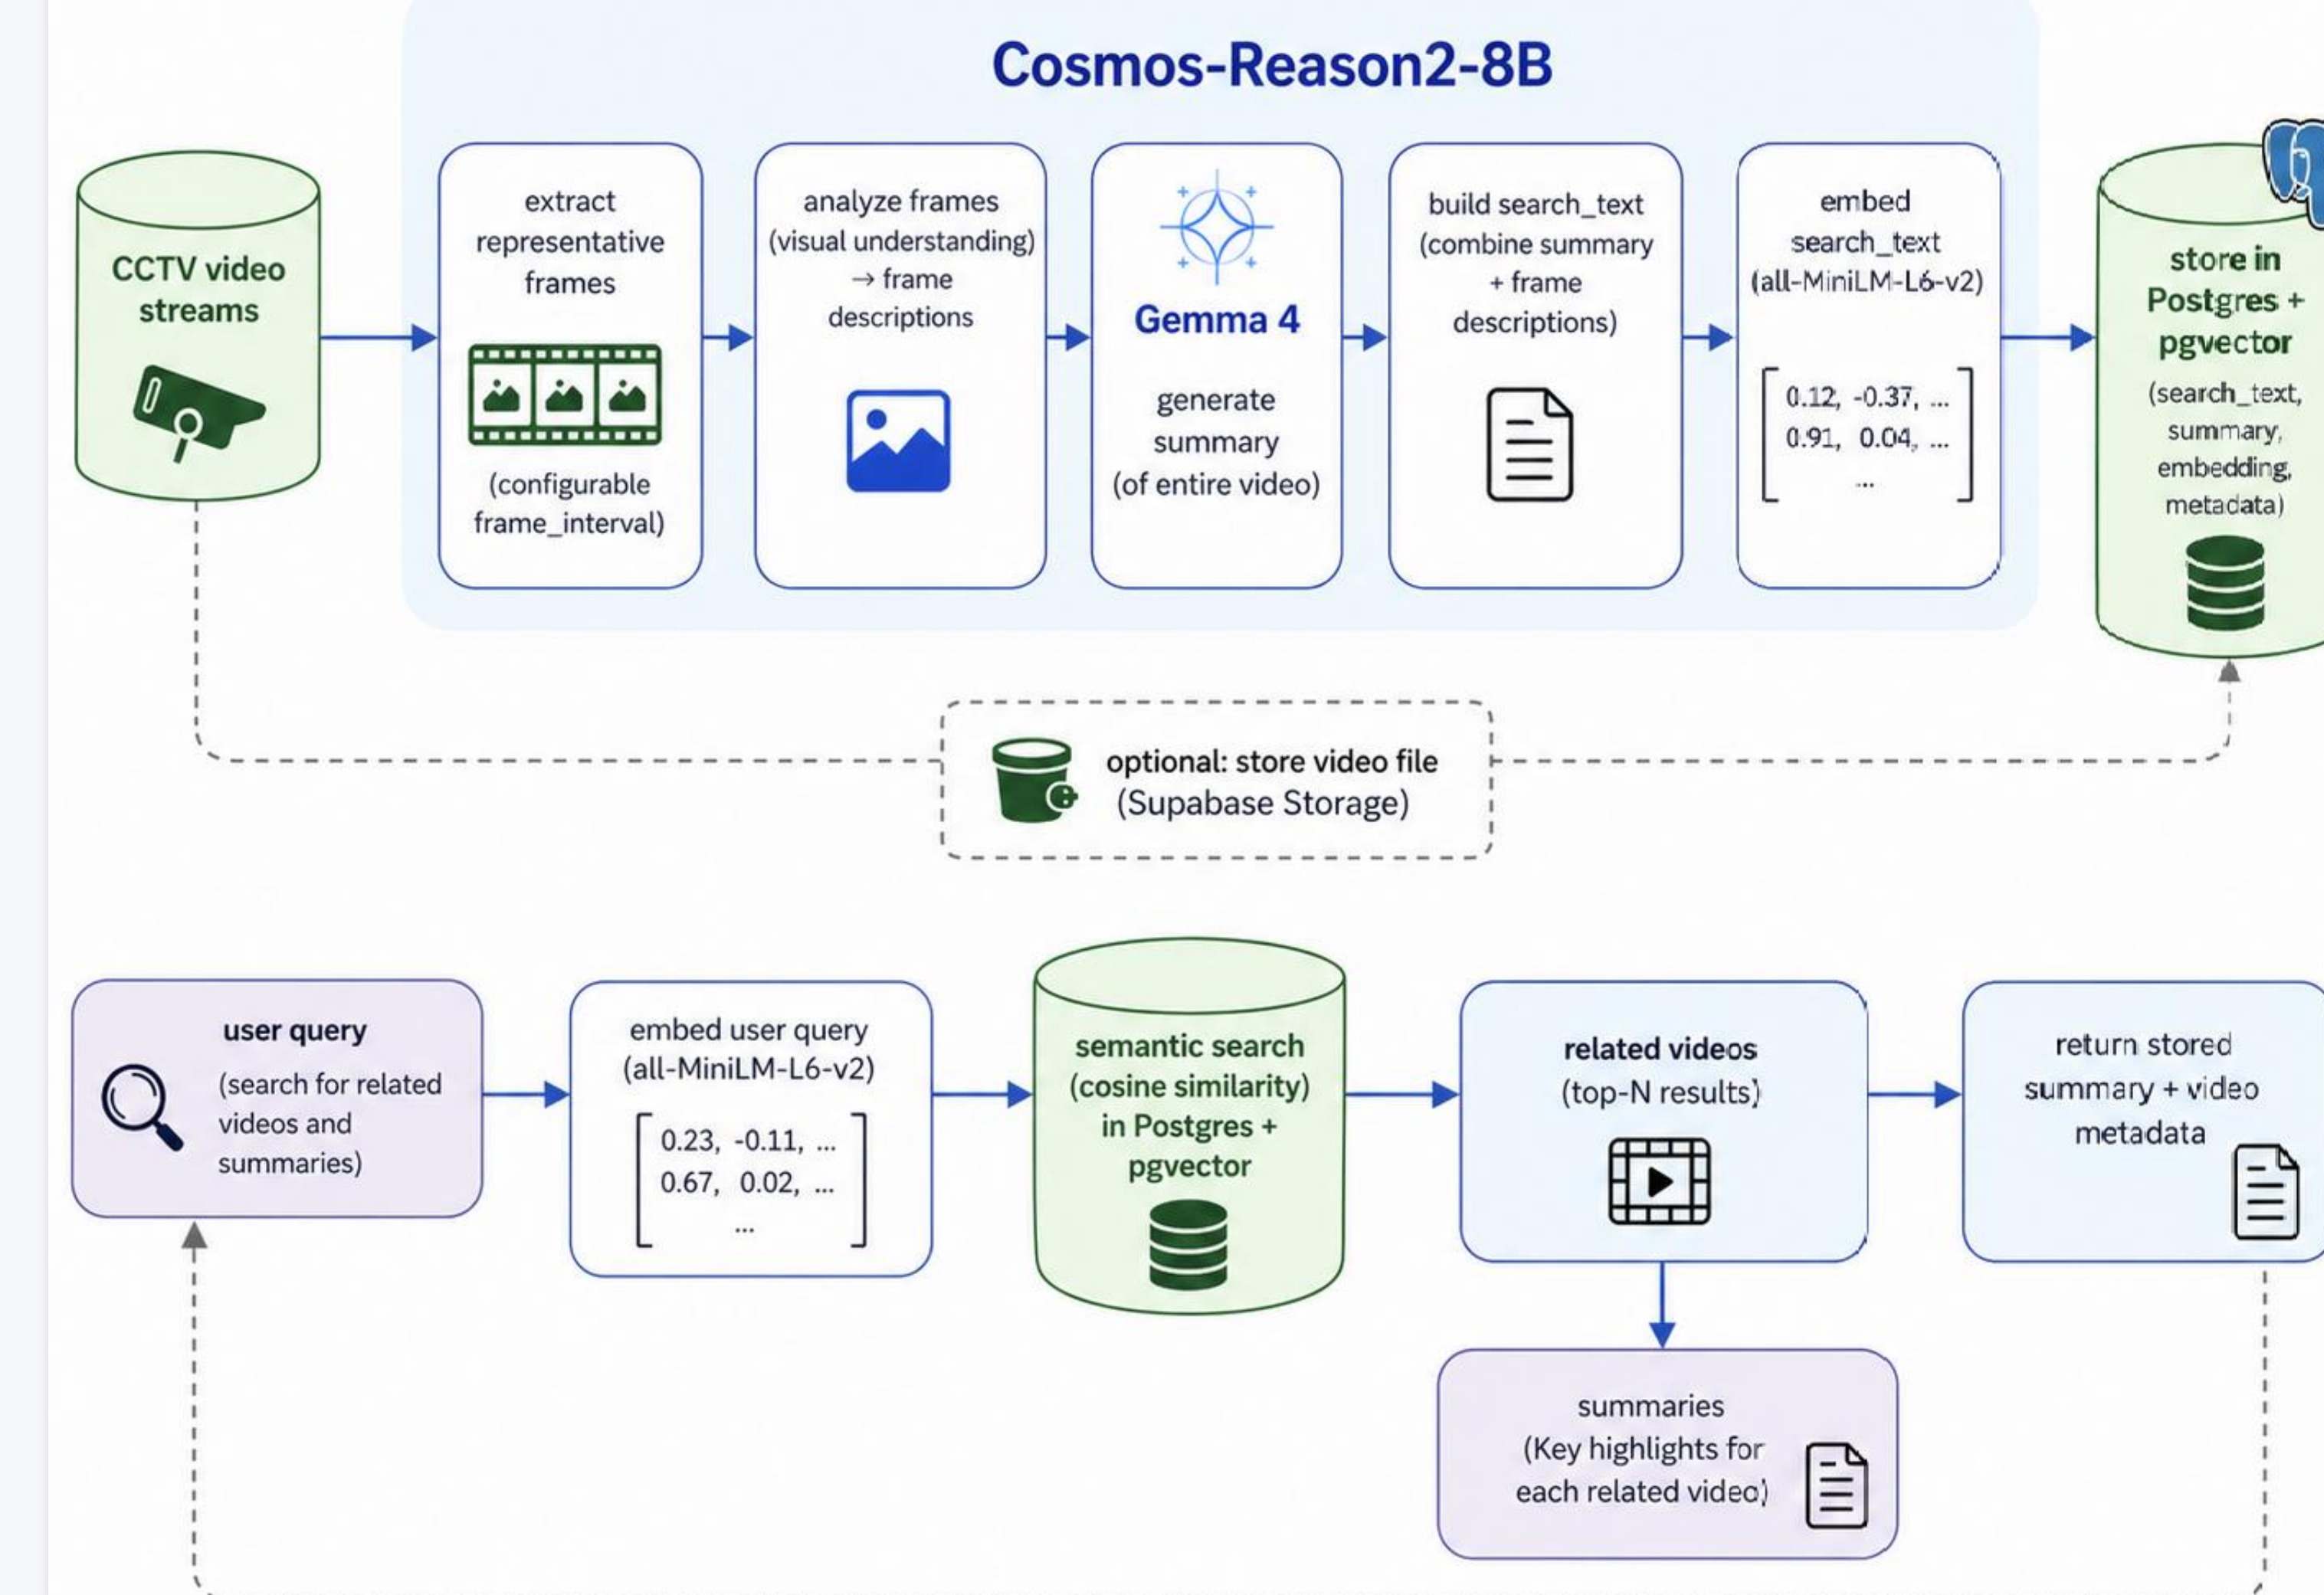 Cosmos-Reason2-8B
CCTV video
streams
extract
representative
frames
(configurable
frame_interval)
analyze frames
(visual understanding)
→ frame
descriptions
Gemma 4
generate
summary
(of entire video)
build search_text
(combine summary
+ frame
descriptions)
embed
search_text
(all-MiniLM-L6-v2)
0.12, -0.37, ...
0.91, 0.04, ...
...
store in
Postgres +
pgvector
(search_text,
summary,
embedding,
metadata)
optional: store video file
(Supabase Storage)
user query
(search for related
videos and
summaries)
embed user query
(all-MiniLM-L6-v2)
0.23, -0.11, ...
0.67, 0.02, ...
...
semantic search
(cosine similarity)
in Postgres +
pgvector
related videos
(top-N results)
return stored
summary + video
metadata
summaries
(Key highlights for
each related video)